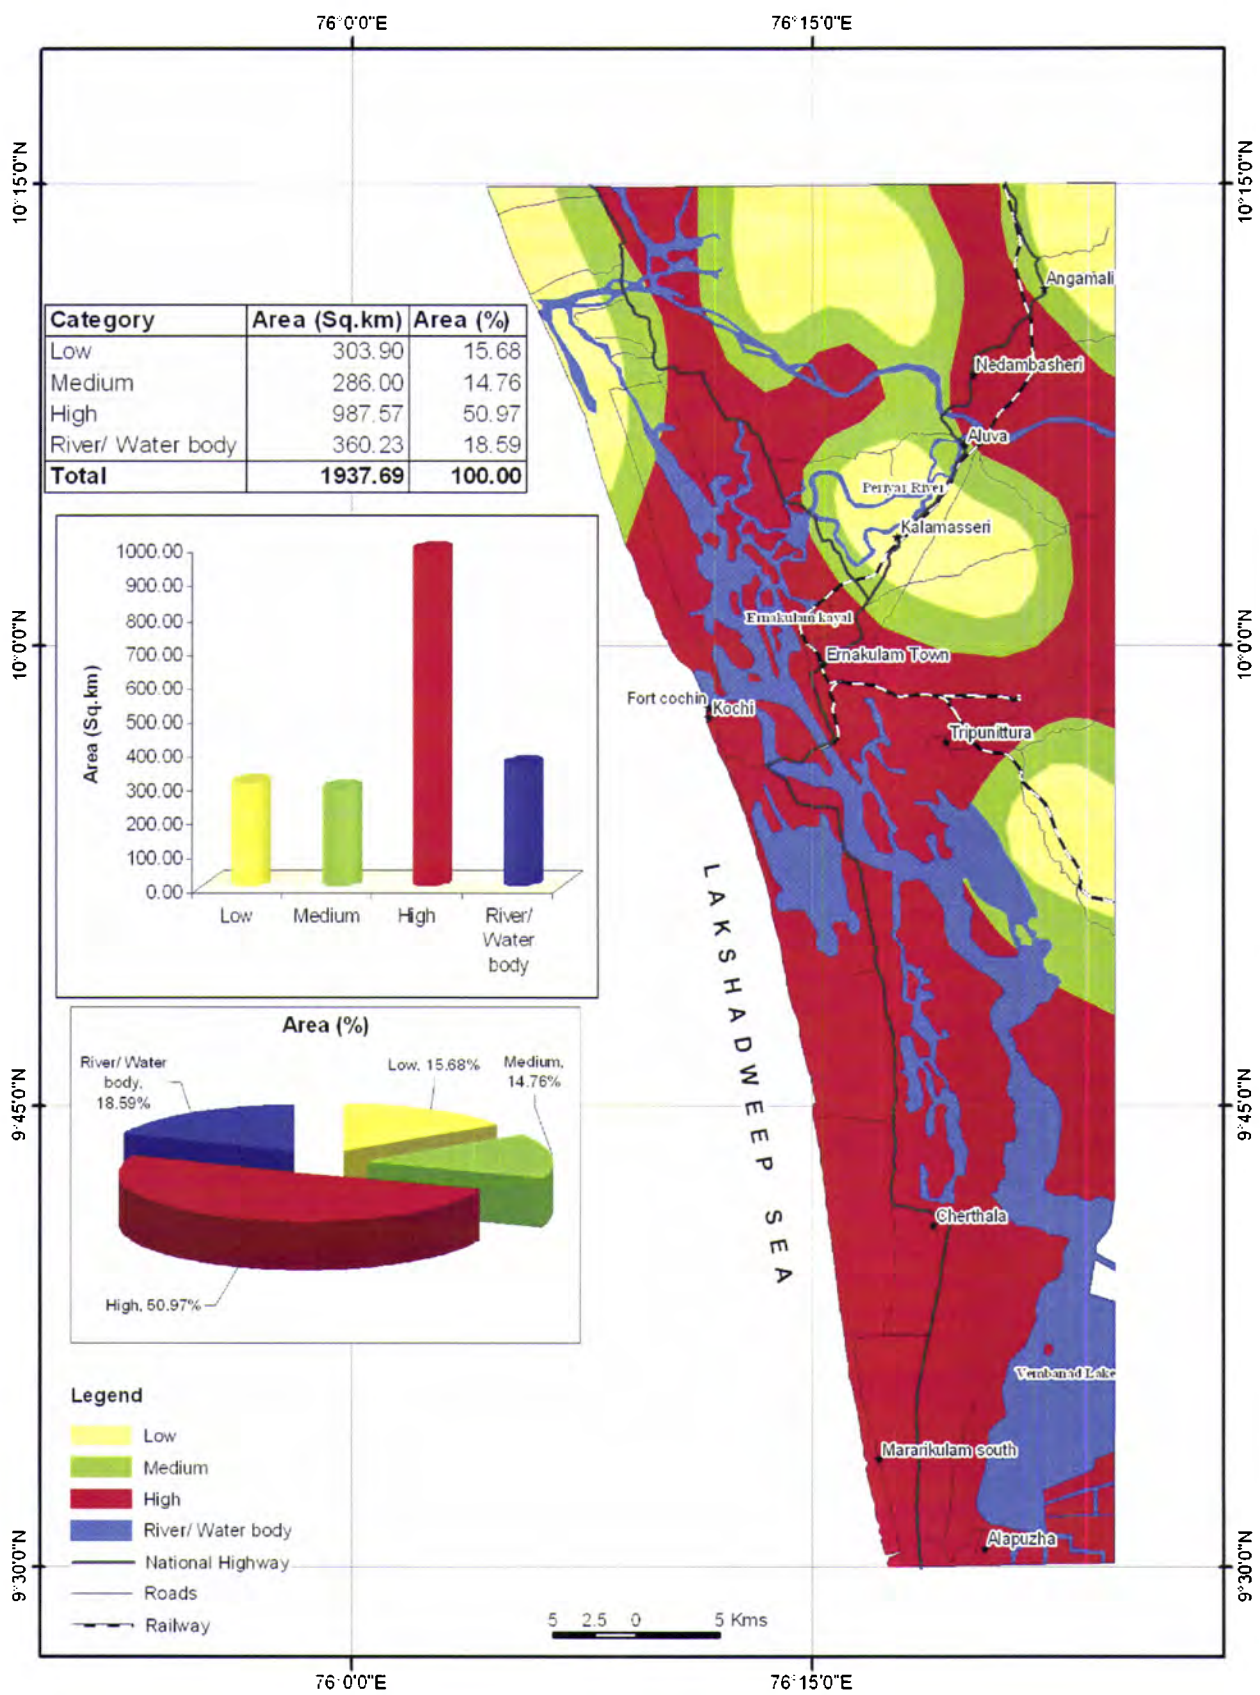 76°0'0"E 76°15'0"E
10°15'0"N 10°15'0"N
Angamali
Category Area (Sq.km) Area (%)
Low 303.90 15.68
Medium 286.00 14.76
High 987.57 50.97
River/ Water body 360.23 18.59
Total 1937.69 100.00
Nedambasheri
Aluva
Periyar River
Kalamasseri
Ernakulam kayal
10°0'0"N 10°0'0"N
Ernakulam Town
Fort cochin
Kochi
Tripunittura
Area (Sq.km)
1000.00
900.00
800.00
700.00
600.00
500.00
400.00
300.00
200.00
100.00
0.00
Low Medium High River/
Water
body
LAKSHADWEEP SEA
Area (%)
River/ Water
body,
18.59%
Low, 15.68%
Medium,
14.76%
High, 50.97%
9°45'0"N 9°45'0"N
Cherthala
Vembanad Lake
Mararikulam south
Alapuzha
Legend
Low
Medium
High
River/ Water body
National Highway
Roads
Railway
9°30'0"N 9°30'0"N
5 2.5 0 5 Kms
76°0'0"E 76°15'0"E